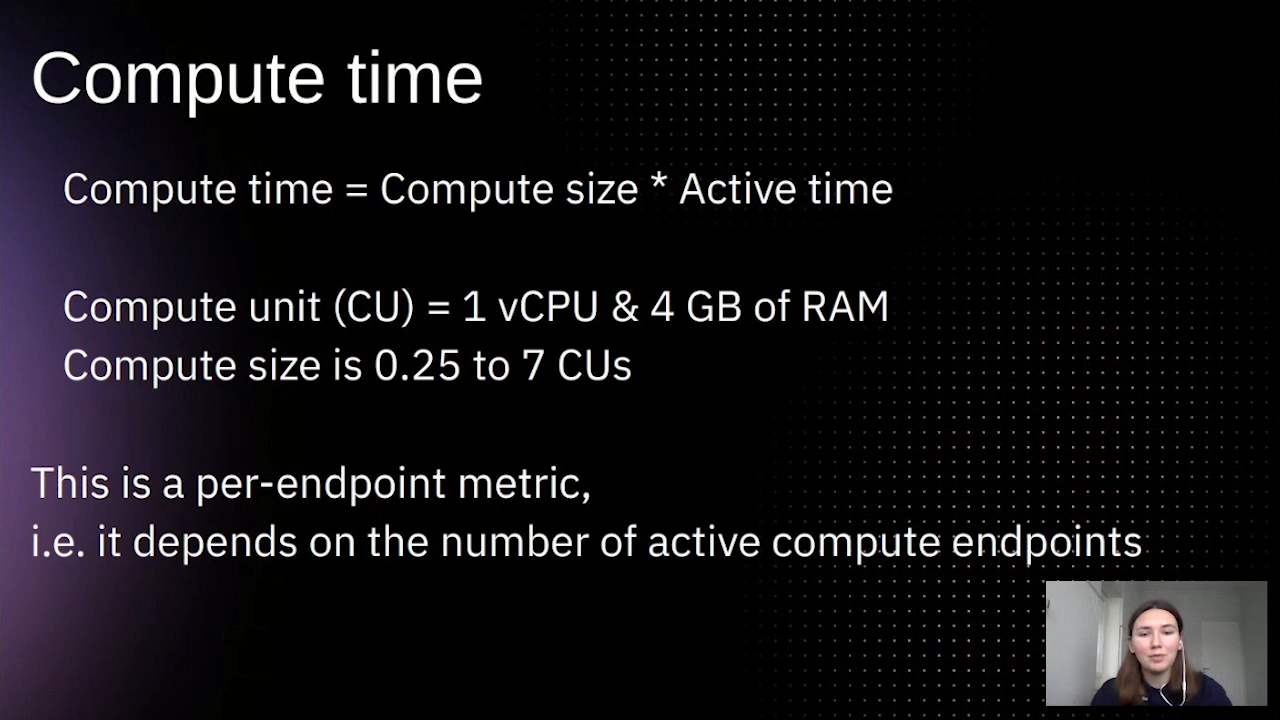 Compute time
Compute time = Compute size * Active time
Compute unit (CU) = 1 vCPU & 4 GB of RAM
Compute size is 0.25 to 7 CUs
This is a per-endpoint metric,
i.e. it depends on the number of active compute endpoints